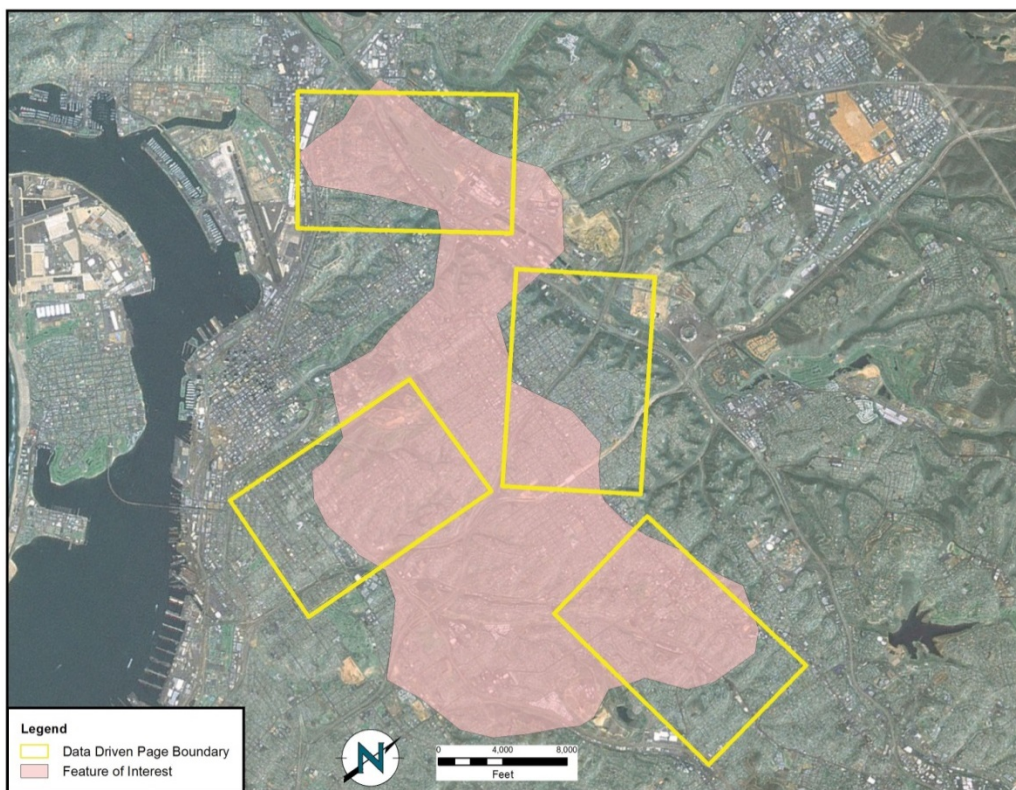 Legend
Data Driven Page Boundary
Feature of Interest
N
0 4,000 8,000
Feet